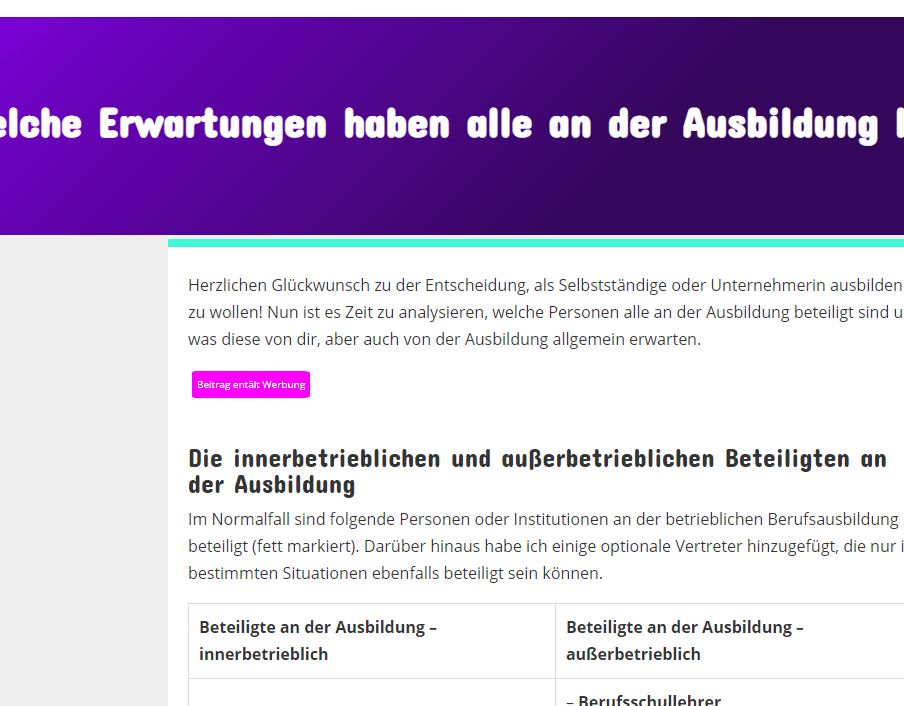 elche Erwartungen haben alle an der Ausbildung
Herzlichen Glückwunsch zu der Entscheidung, als Selbstständige oder Unternehmerin ausbilden
zu wollen! Nun ist es Zeit zu analysieren, welche Personen alle an der Ausbildung beteiligt sind u
was diese von dir, aber auch von der Ausbildung allgemein erwarten.
Beitrag entält Werbung
Die innerbetrieblichen und außerbetrieblichen Beteiligten an
der Ausbildung
Im Normalfall sind folgende Personen oder Institutionen an der betrieblichen Berufsausbildung
beteiligt (fett markiert). Darüber hinaus habe ich einige optionale Vertreter hinzugefügt, die nur i
bestimmten Situationen ebenfalls beteiligt sein können.
Beteiligte an der Ausbildung –
innerbetrieblich
Beteiligte an der Ausbildung –
außerbetrieblich
– Berufsschullehrer